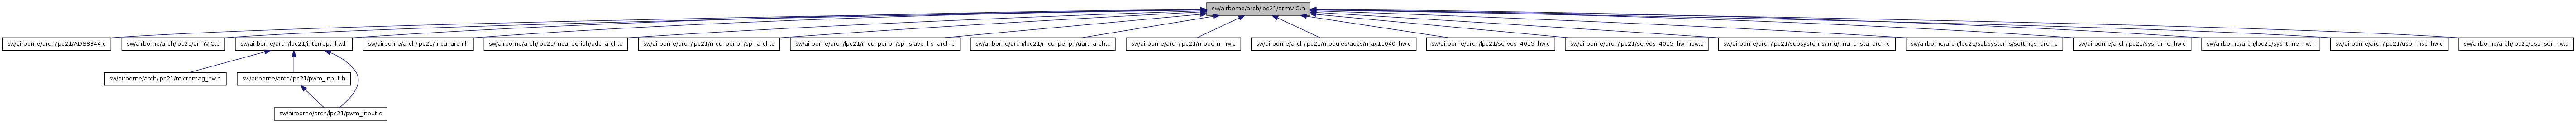 sw/airborne/arch/lpc21/armVIC.h
sw/airborne/arch/lpc21/ADS8344.c
sw/airborne/arch/lpc21/armVIC.c
sw/airborne/arch/lpc21/interrupt_hw.h
sw/airborne/arch/lpc21/mcu_arch.h
sw/airborne/arch/lpc21/mcu_periph/adc_arch.c
sw/airborne/arch/lpc21/mcu_periph/spi_arch.c
sw/airborne/arch/lpc21/mcu_periph/spi_slave_hs_arch.c
sw/airborne/arch/lpc21/mcu_periph/uart_arch.c
sw/airborne/arch/lpc21/modem_hw.c
sw/airborne/arch/lpc21/modules/adcs/max11040_hw.c
sw/airborne/arch/lpc21/servos_4015_hw.c
sw/airborne/arch/lpc21/servos_4015_hw_new.c
sw/airborne/arch/lpc21/subsystems/imu/imu_crista_arch.c
sw/airborne/arch/lpc21/subsystems/settings_arch.c
sw/airborne/arch/lpc21/sys_time_hw.c
sw/airborne/arch/lpc21/sys_time_hw.h
sw/airborne/arch/lpc21/usb_msc_hw.c
sw/airborne/arch/lpc21/usb_ser_hw.c
sw/airborne/arch/lpc21/micromag_hw.h
sw/airborne/arch/lpc21/pwm_input.h
sw/airborne/arch/lpc21/pwm_input.c